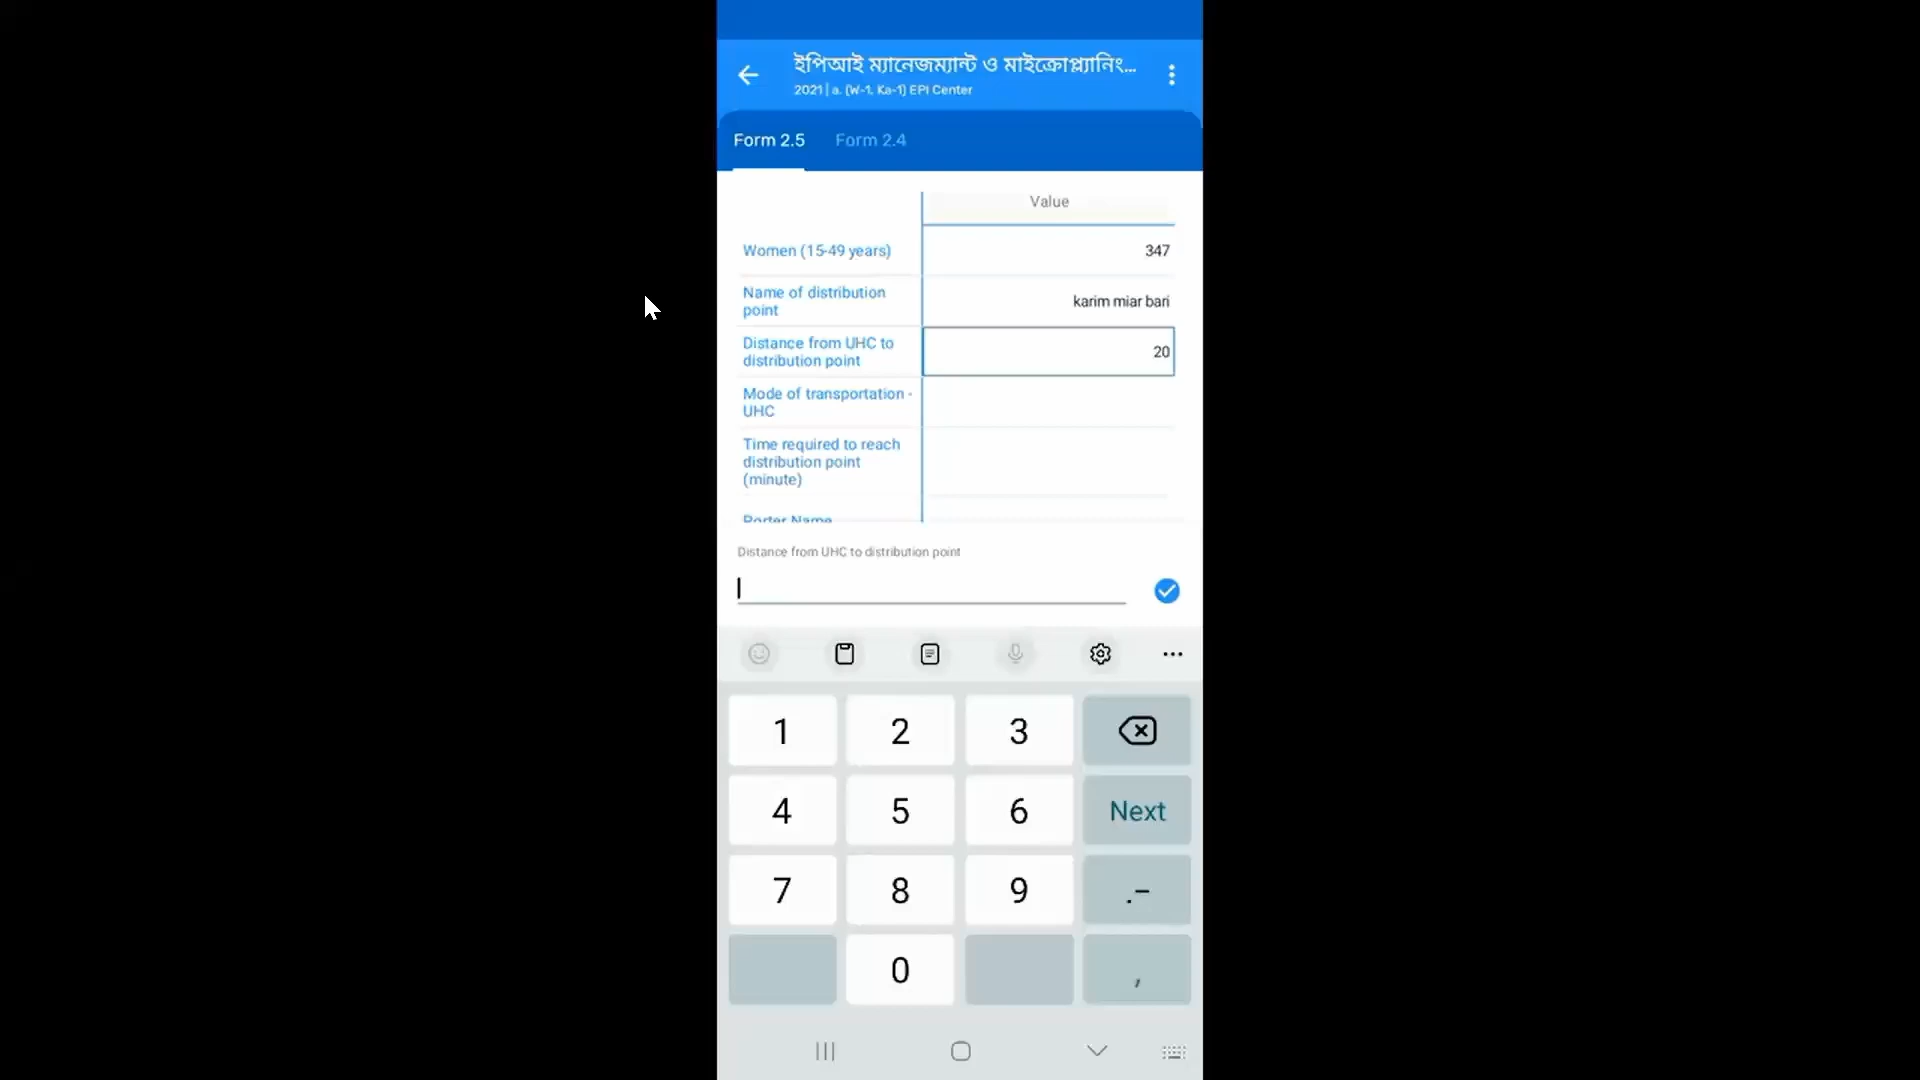 ইপিআই ম্যানেজম্যান্ট ও মাইক্রোপ্ল্যানিং...
2021 | a. (W-1, Ka-1) EPI Center
Form 2.5 Form 2.4
Value
Women (15-49 years) 347
Name of distribution
point
karim miar bari
Distance from UHC to
distribution point
20
Mode of transportation -
UHC
Time required to reach
distribution point
(minute)
Porter Name
Distance from UHC to distribution point
1 2 3
4 5 6 Next
7 8 9 .-
0 ,